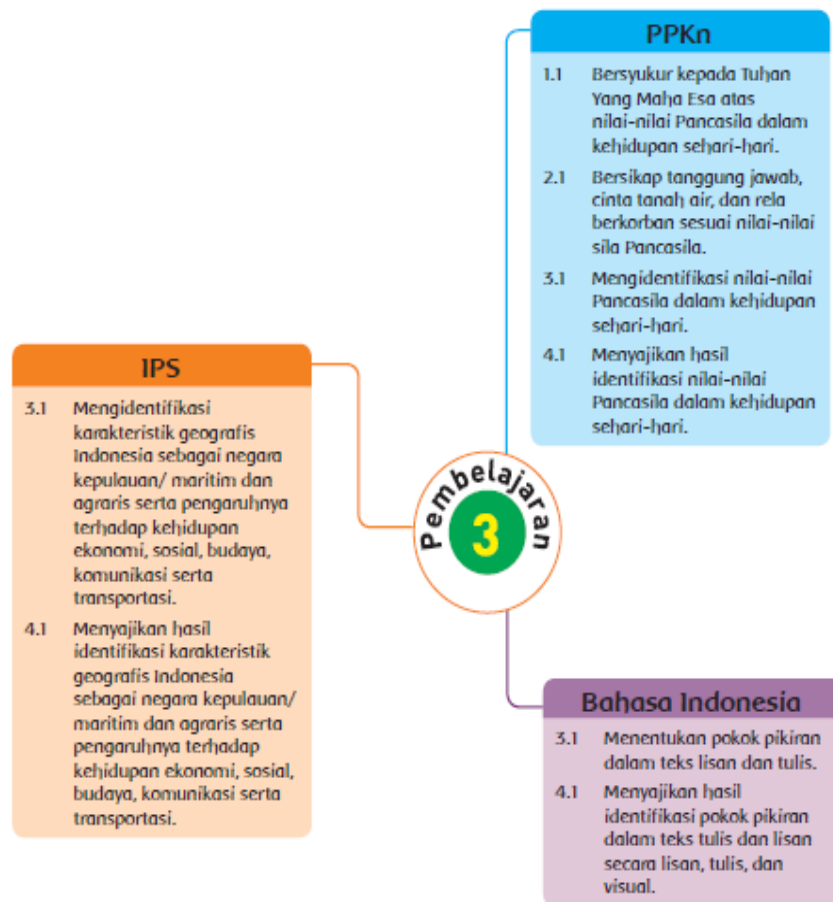 PPKn
1.1 Bersyukur kepada Tuhan
Yang Maha Esa atas
nilai-nilai Pancasila dalam
kehidupan sehari-hari.
2.1 Bersikap tanggung jawab,
cinta tanah air, dan rela
berkorban sesuai nilai-nilai
sila Pancasila.
3.1 Mengidentifikasi nilai-nilai
Pancasila dalam kehidupan
sehari-hari.
4.1 Menyajikan hasil
identifikasi nilai-nilai
Pancasila dalam kehidupan
sehari-hari.
IPS
3.1 Mengidentifikasi
karakteristik geografis
Indonesia sebagai negara
kepulauan/ maritim dan
agraris serta pengaruhnya
terhadap kehidupan
ekonomi, sosial, budaya,
komunikasi serta
transportasi.
4.1 Menyajikan hasil
identifikasi karakteristik
geografis Indonesia
sebagai negara kepulauan/
maritim dan agraris serta
pengaruhnya terhadap
kehidupan ekonomi, sosial,
budaya, komunikasi serta
transportasi.
Pembelajaran
3
Bahasa Indonesia
3.1 Menentukan pokok pikiran
dalam teks lisan dan tulis.
4.1 Menyajikan hasil
identifikasi pokok pikiran
dalam teks tulis dan lisan
secara lisan, tulis, dan
visual.